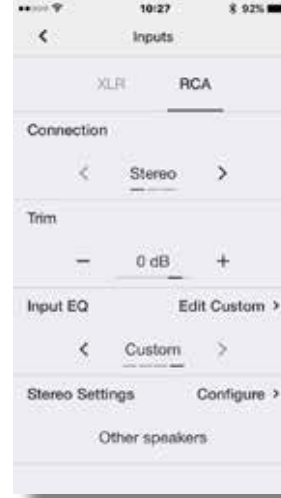 10:27 92%
Inputs
XLR RCA
Connection
< Stereo >
Trim
− 0 dB +
Input EQ Edit Custom >
< Custom >
Stereo Settings Configure >
Other speakers